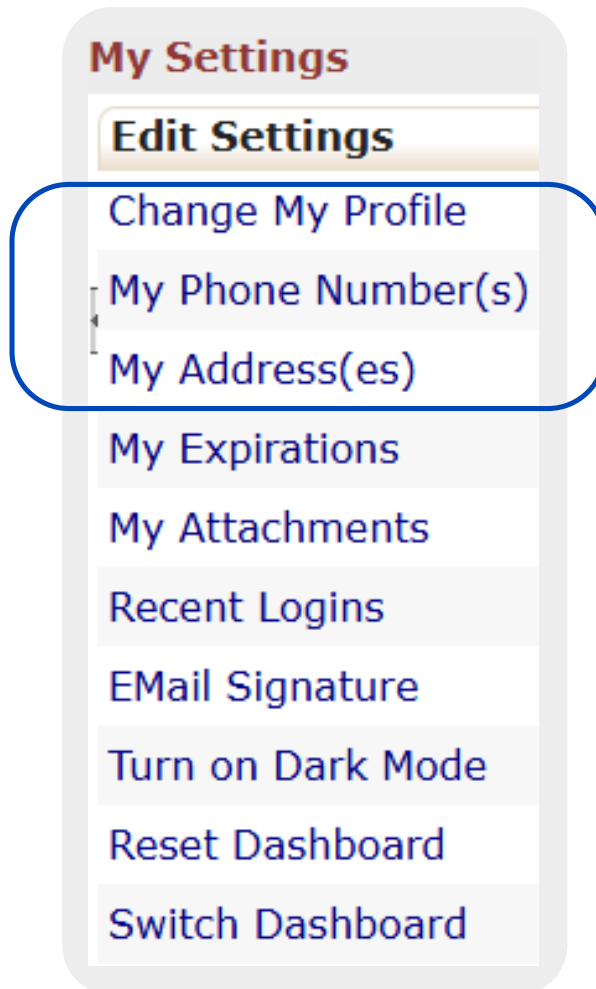 My Settings
Edit Settings
Change My Profile
My Phone Number(s)
My Address(es)
My Expirations
My Attachments
Recent Logins
EMail Signature
Turn on Dark Mode
Reset Dashboard
Switch Dashboard